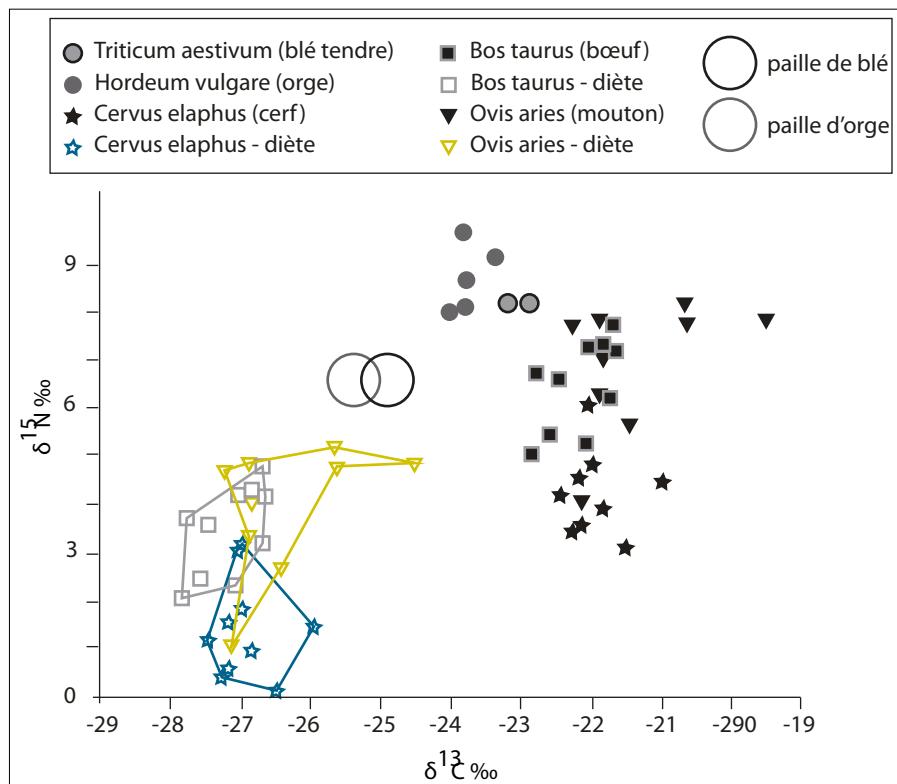 Triticum aestivum (blé tendre)
Hordeum vulgare (orge)
Cervus elaphus (cerf)
Cervus elaphus - diète
Bos taurus (bœuf)
Bos taurus - diète
Ovis aries (mouton)
Ovis aries - diète
paille de blé
paille d'orge
9
6
3
0
δ15N ‰
-29 -28 -27 -26 -25 -24 -23 -22 -21 -290 -19
δ13C ‰